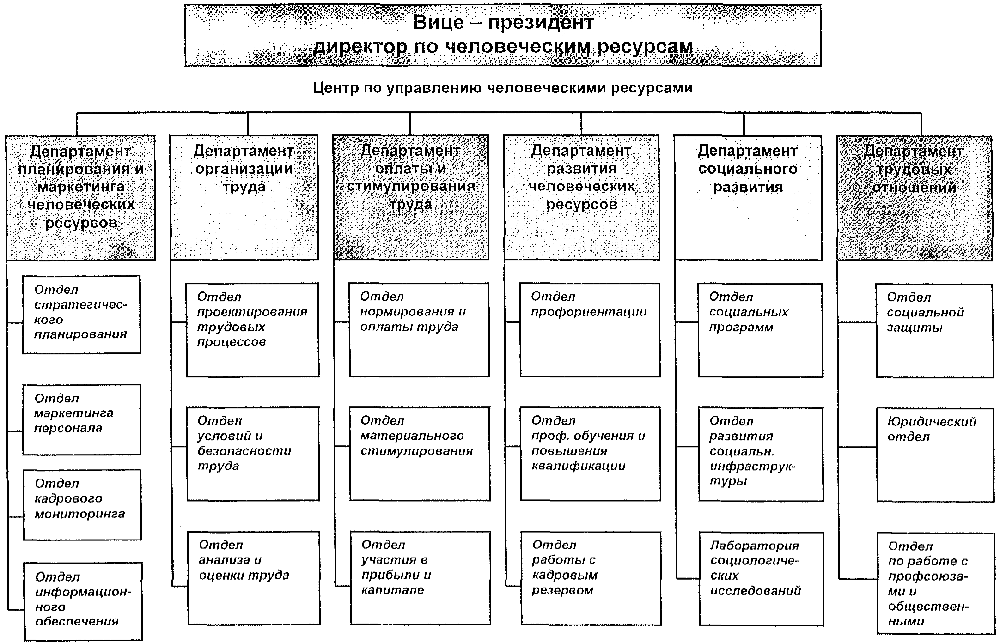 Вице – президент
директор по человеческим ресурсам
Центр по управлению человеческими ресурсами
Департамент
планирования и
маркетинга
человеческих
ресурсов
Департамент
организации
труда
Департамент
оплаты и
стимулирования
труда
Департамент
развития
человеческих
ресурсов
Департамент
социального
развития
Департамент
трудовых
отношений
Отдел
стратегичес-
кого
планирования
Отдел
маркетинга
персонала
Отдел
кадрового
мониторинга
Отдел
информацион-
ного
обеспечения
Отдел
проектирования
трудовых
процессов
Отдел
условий и
безопасности
труда
Отдел
анализа и
оценки труда
Отдел
нормирования и
оплаты труда
Отдел
материального
стимулирования
Отдел
участия в
прибыли и
капитале
Отдел
профориентации
Отдел
проф. обучения и
повышения
квалификации
Отдел
работы с
кадровым
резервом
Отдел
социальных
программ
Отдел
развития
социальн.
инфраструк-
туры
Лаборатория
социологиче-
ских
исследований
Отдел
социальной
защиты
Юридический
отдел
Отдел
по работе с
профсоюза-
ми и
обществен-
ными